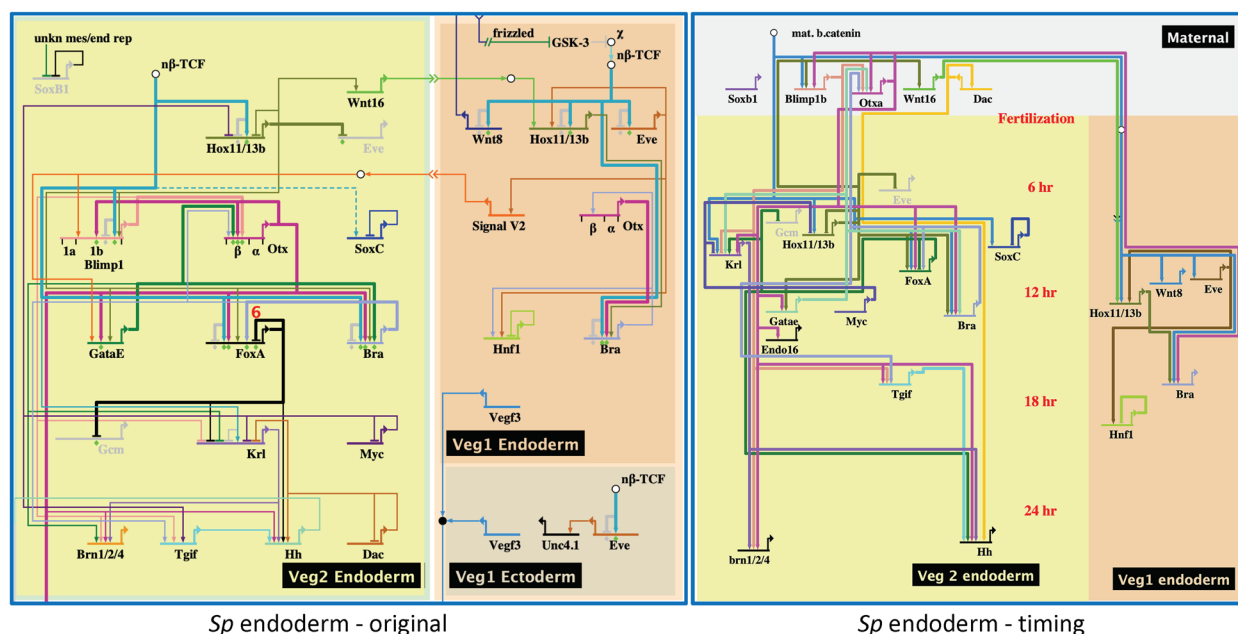 unkn mes/end rep
SoxB1
nβ-TCF
Wnt16
Hox11/13b
Eve
1a
1b
Blimp1
β
α
Otx
SoxC
6
GataE
FoxA
Bra
Gcm
Krl
Myc
Brn1/2/4
Tgif
Hh
Dac
Veg2 Endoderm
frizzled
GSK-3
χ
nβ-TCF
Wnt8
Hox11/13b
Eve
Signal V2
β
α
Otx
Hnf1
Bra
Vegf3
Veg1 Endoderm
nβ-TCF
Vegf3
Unc4.1
Eve
Veg1 Ectoderm
Sp endoderm - original
mat. b.catenin
Maternal
Soxb1
Blimp1b
Otxa
Wnt16
Dac
Fertilization
6 hr
Eve
Gcm
Hox11/13b
Krl
FoxA
SoxC
12 hr
Wnt8
Eve
Hox11/13b
Gatae
Myc
Bra
Endo16
Tgif
18 hr
Bra
Hnf1
24 hr
brn1/2/4
Hh
Veg 2 endoderm
Veg1 endoderm
Sp endoderm - timing